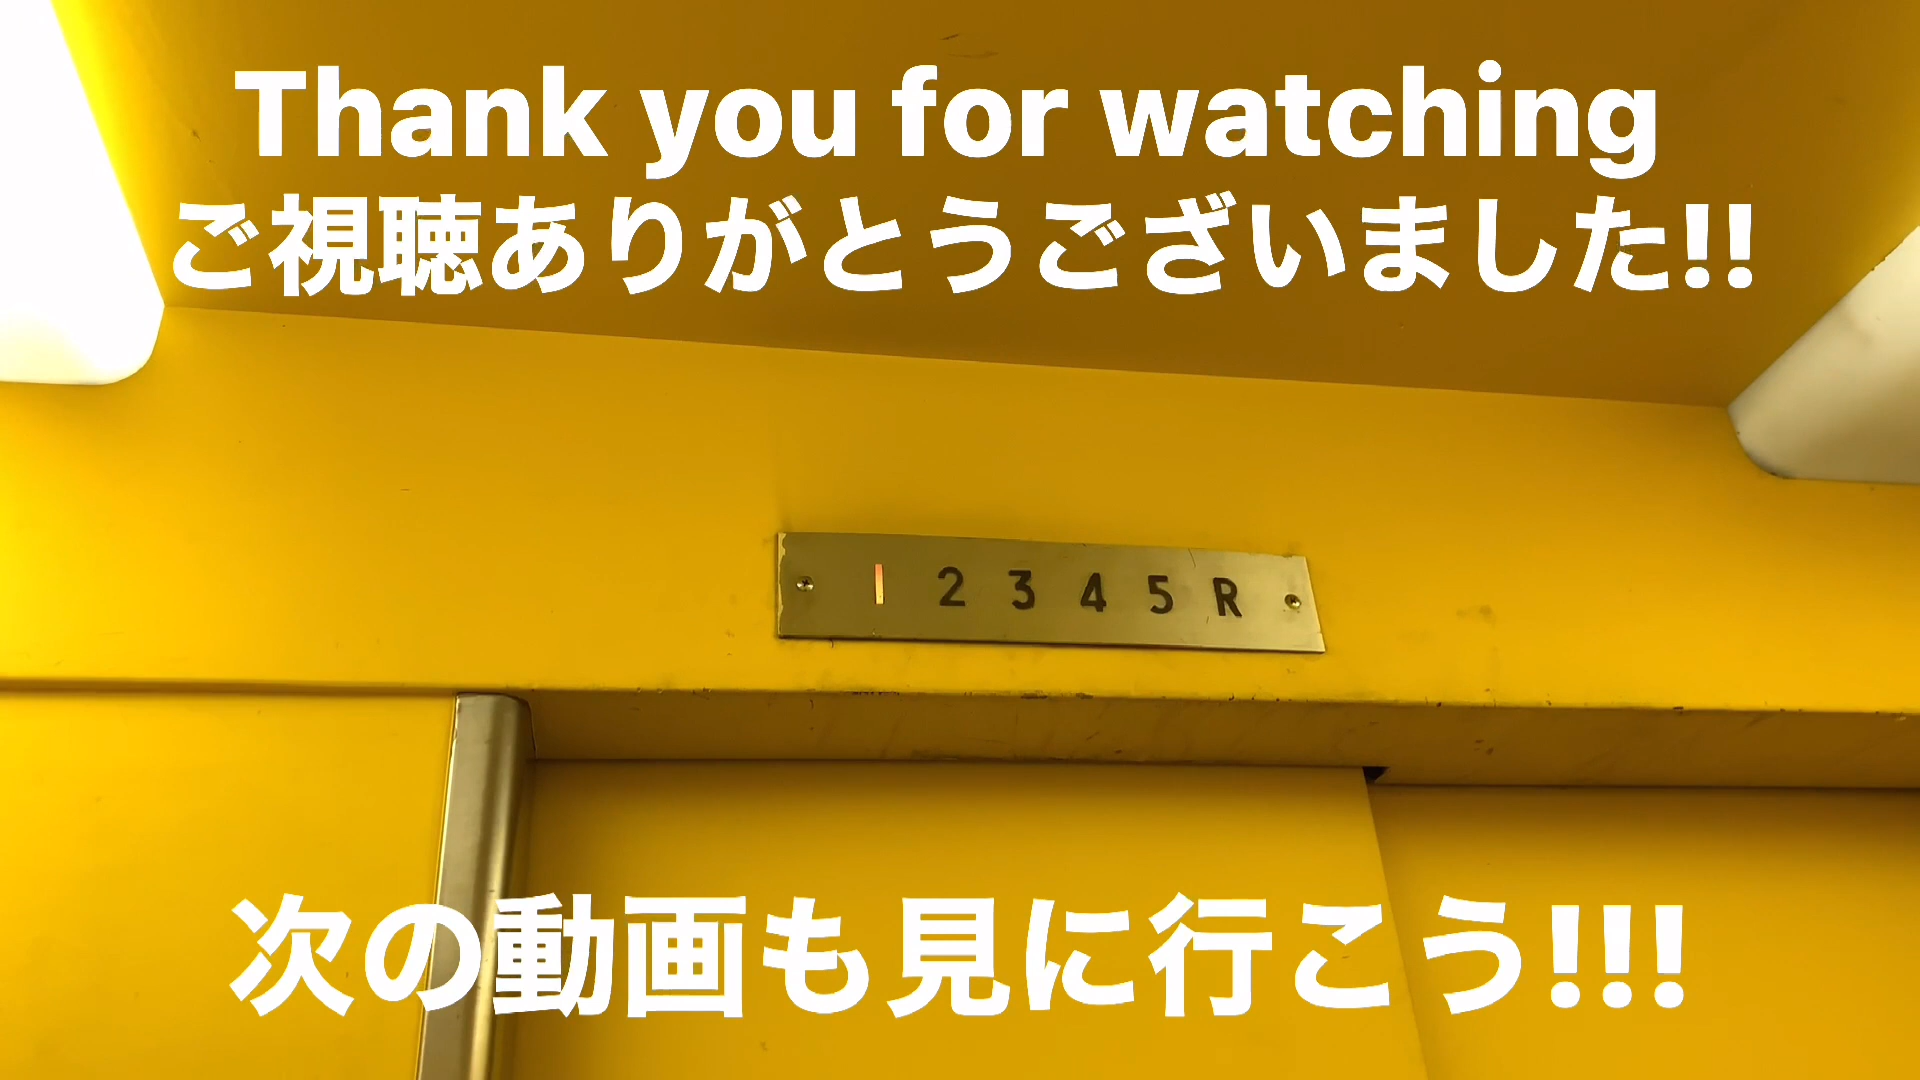 Thank you for watching
ご視聴ありがとうございました!!
1 2 3 4 5 R
次の動画も見に行こう!!!